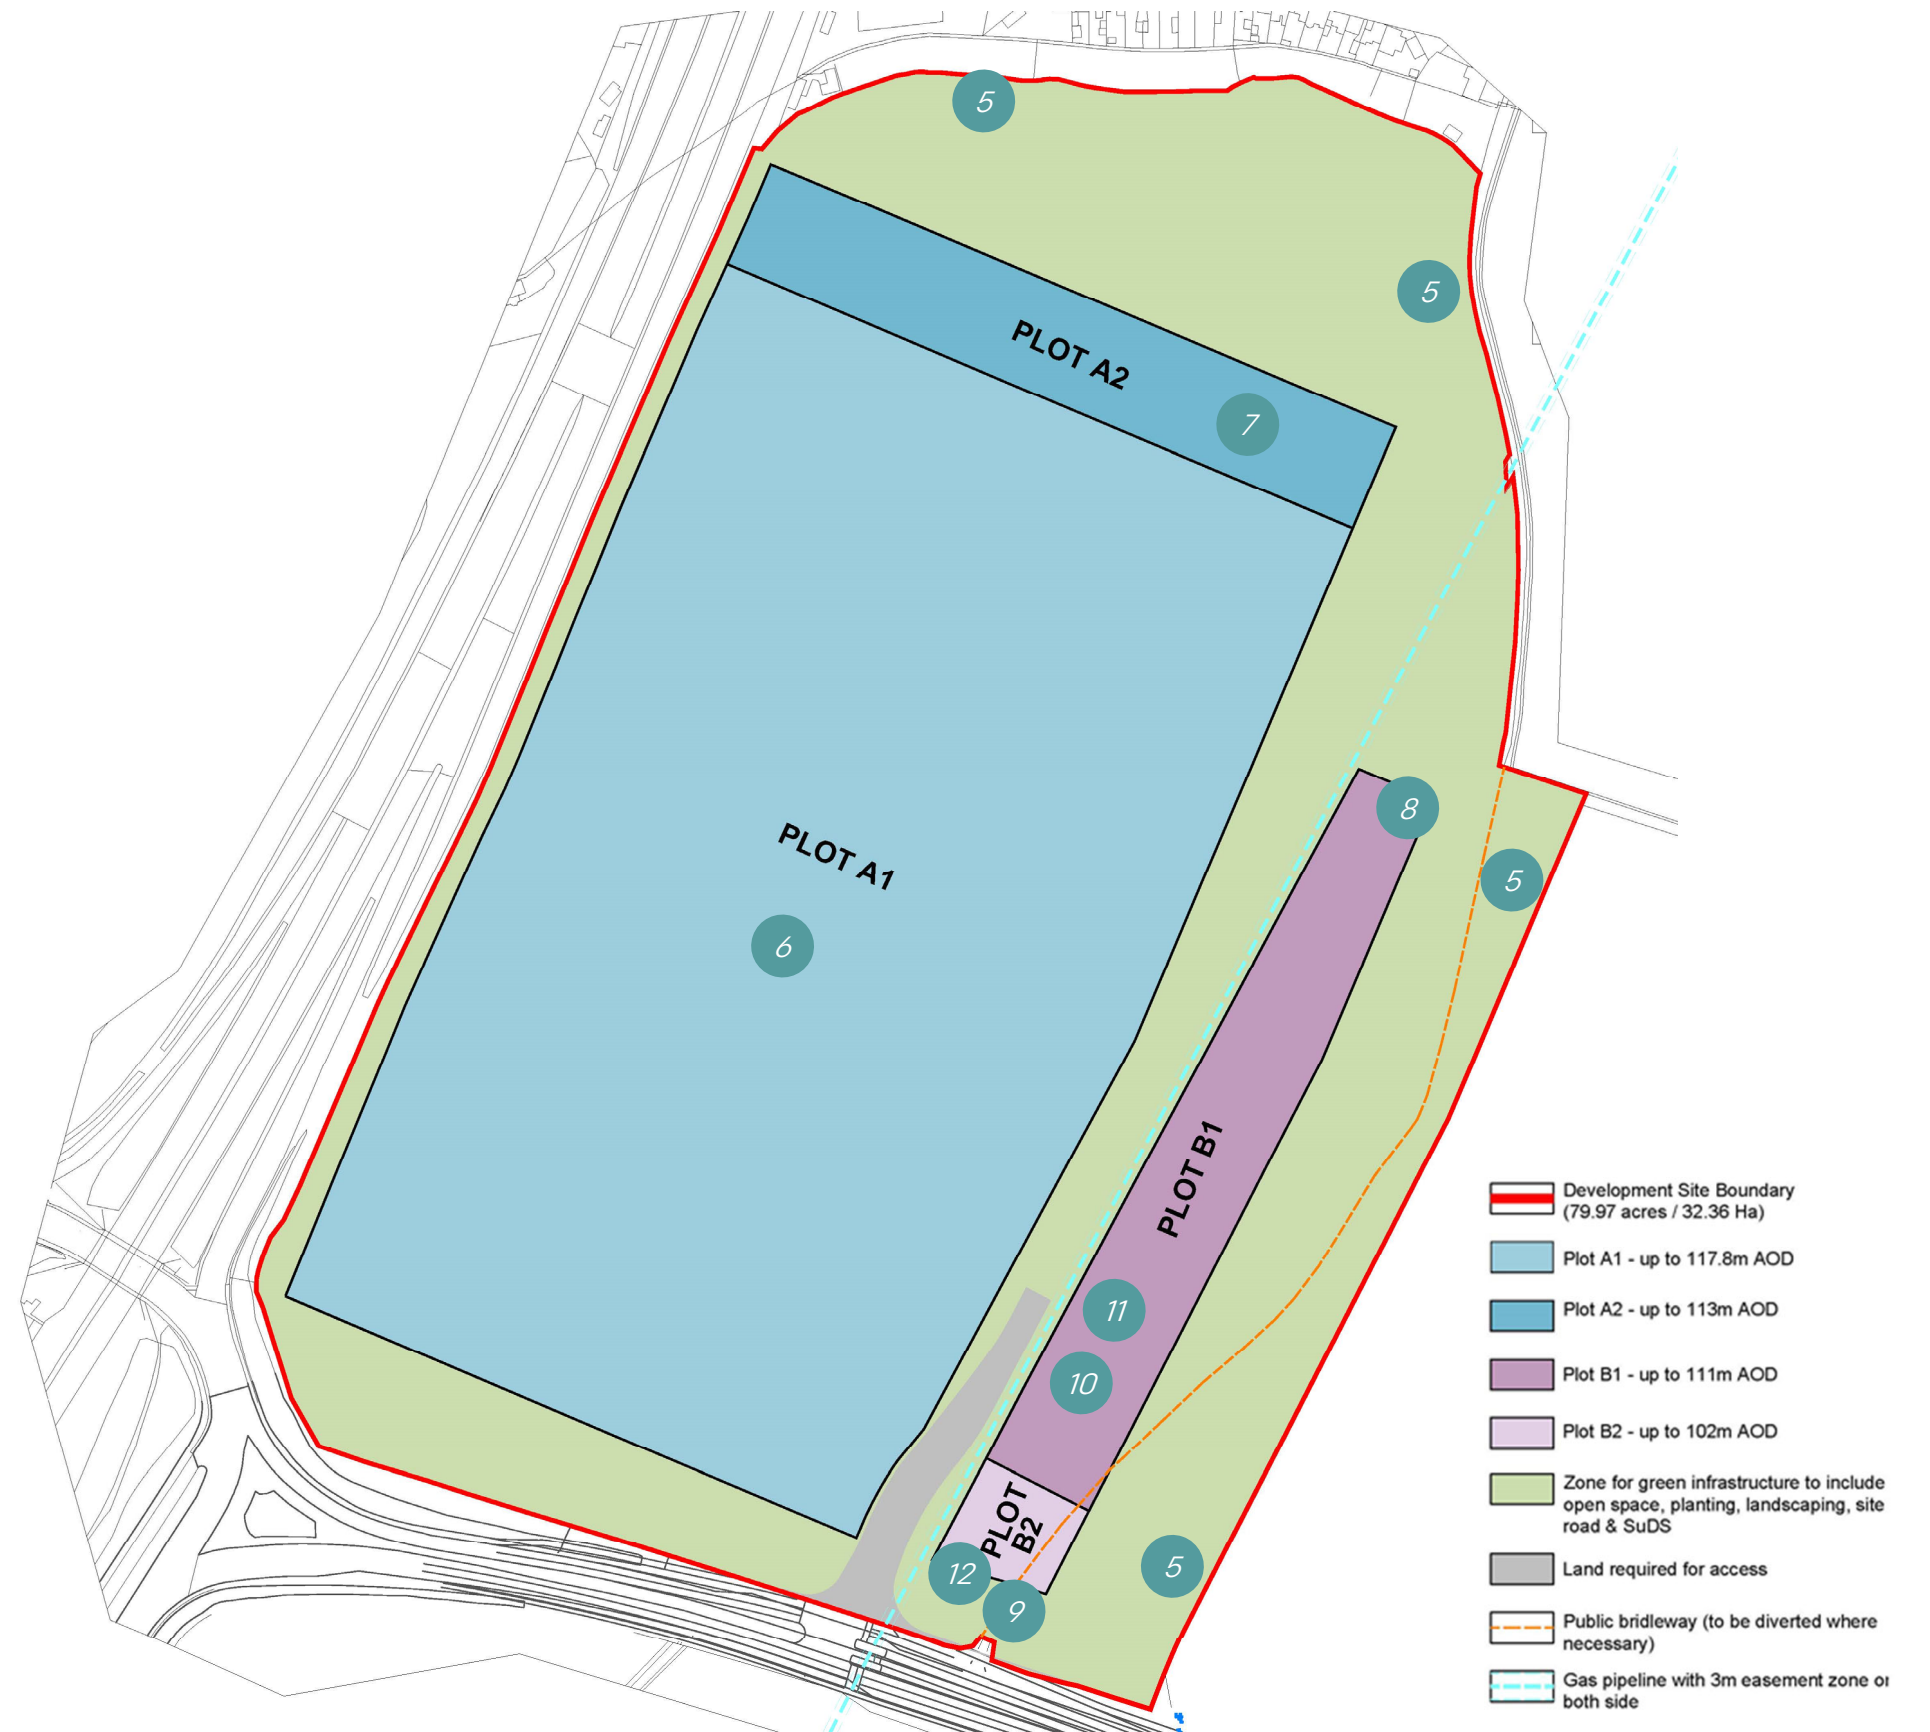 5
5
PLOT A2
7
8
PLOT A1
5
6
PLOT B1
11
10
PLOT
B2
12
5
9
Development Site Boundary
(79.97 acres / 32.36 Ha)
Plot A1 - up to 117.8m AOD
Plot A2 - up to 113m AOD
Plot B1 - up to 111m AOD
Plot B2 - up to 102m AOD
Zone for green infrastructure to include
open space, planting, landscaping, site
road & SuDS
Land required for access
Public bridleway (to be diverted where
necessary)
Gas pipeline with 3m easement zone or
both side